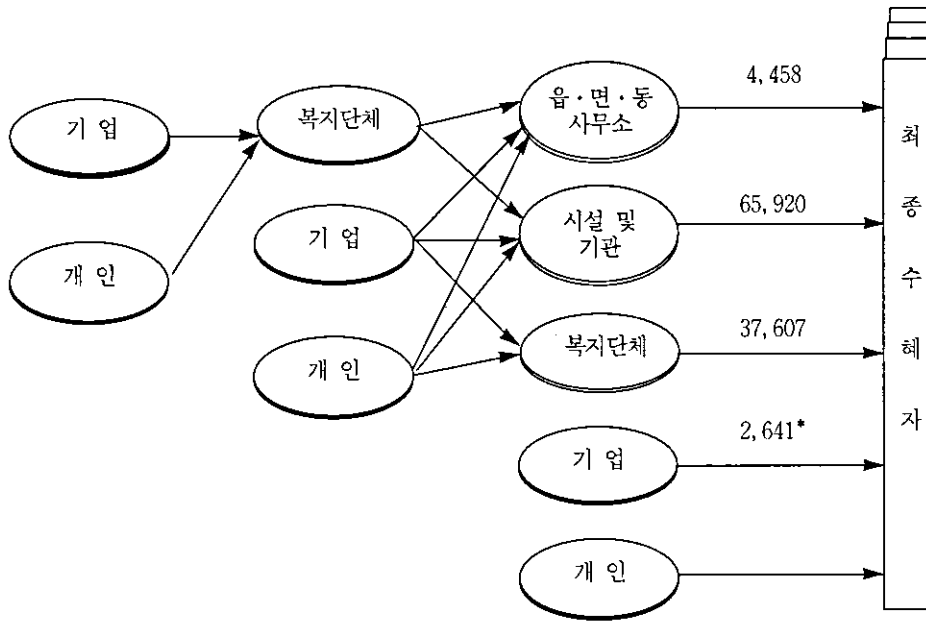 기 업
개 인
복지단체
기 업
개 인
읍·면·동
사무소
시설 및
기관
복지단체
기 업
개 인
4,458
65,920
37,607
2,641*
최
종
수
혜
자